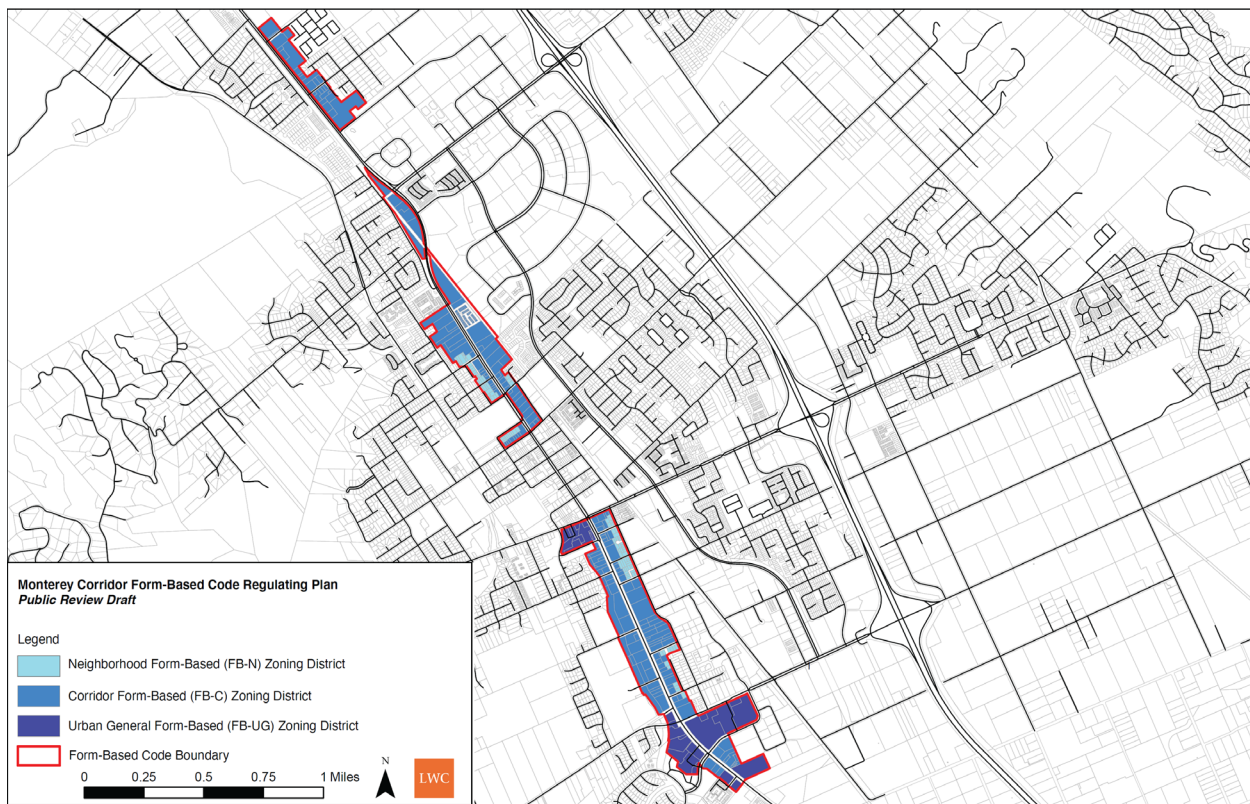 Monterey Corridor Form-Based Code Regulating Plan
Public Review Draft
Legend
Neighborhood Form-Based (FB-N) Zoning District
Corridor Form-Based (FB-C) Zoning District
Urban General Form-Based (FB-UG) Zoning District
Form-Based Code Boundary
0 0.25 0.5 0.75 1 Miles
N
LWC